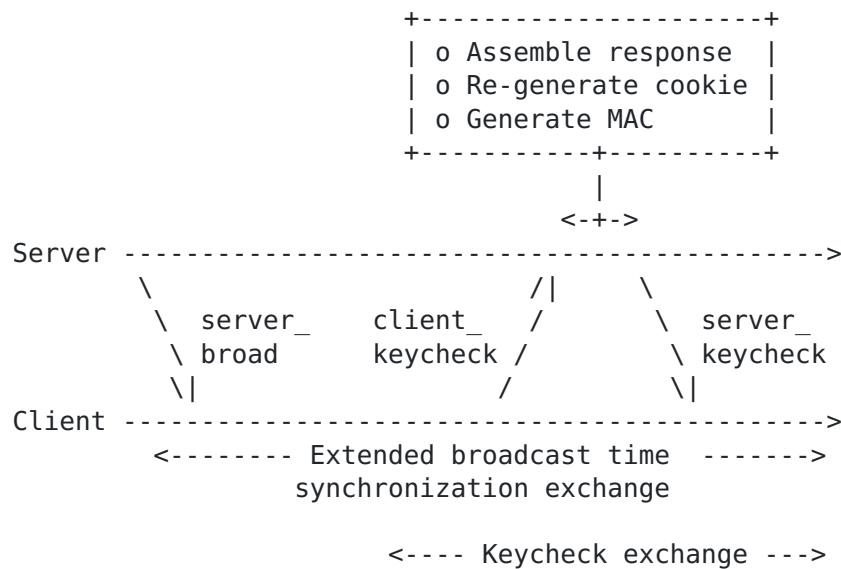 o Assemble response
o Re-generate cookie
o Generate MAC
Server
server_ client_ server_
broad keycheck keycheck
Client
Extended broadcast time
synchronization exchange
Keycheck exchange